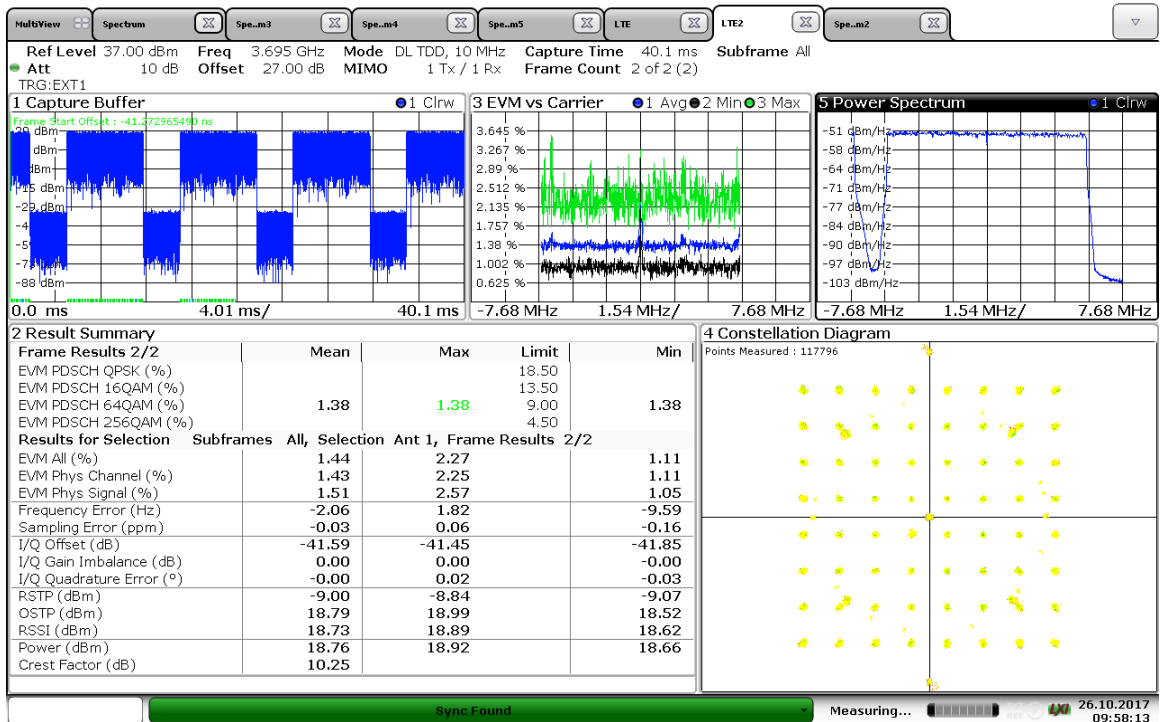 MultiView Spectrum Spe..m3 Spe..m4 Spe..m5 LTE LTE2 Spe..m2
Ref Level 37.00 dBm Freq 3.695 GHz Mode DL TDD, 10 MHz Capture Time 40.1 ms Subframe All
Att 10 dB Offset 27.00 dB MIMO 1 Tx / 1 Rx Frame Count 2 of 2 (2)
TRG:EXT1
1 Capture Buffer 1 Clrw
Frame Start Offset : -41.272965490 ns
dBm
-88 dBm
0.0 ms 4.01 ms/ 40.1 ms
3 EVM vs Carrier 1 Avg 2 Min 3 Max
3.645 %
3.267 %
2.89 %
2.512 %
2.135 %
1.757 %
1.38 %
1.002 %
0.625 %
-7.68 MHz 1.54 MHz/ 7.68 MHz
5 Power Spectrum 1 Clrw
-51 dBm/Hz
-58 dBm/Hz
-64 dBm/Hz
-71 dBm/Hz
-77 dBm/Hz
-84 dBm/Hz
-90 dBm/Hz
-97 dBm/Hz
-103 dBm/Hz
-7.68 MHz 1.54 MHz/ 7.68 MHz
2 Result Summary
Frame Results 2/2 Mean Max Limit Min
EVM PDSCH QPSK (%) 18.50
EVM PDSCH 16QAM (%) 13.50
EVM PDSCH 64QAM (%) 1.38 1.38 9.00 1.38
EVM PDSCH 256QAM (%) 4.50
Results for Selection Subframes All, Selection Ant 1, Frame Results 2/2
EVM All (%) 1.44 2.27 1.11
EVM Phys Channel (%) 1.43 2.25 1.11
EVM Phys Signal (%) 1.51 2.57 1.05
Frequency Error (Hz) -2.06 1.82 -9.59
Sampling Error (ppm) -0.03 0.06 -0.16
I/Q Offset (dB) -41.59 -41.45 -41.85
I/Q Gain Imbalance (dB) 0.00 0.00 -0.00
I/Q Quadrature Error (º) -0.00 0.02 -0.03
RSTP (dBm) -9.00 -8.84 -9.07
OSTP (dBm) 18.79 18.99 18.52
RSSI (dBm) 18.73 18.89 18.62
Power (dBm) 18.76 18.92 18.66
Crest Factor (dB) 10.25
4 Constellation Diagram
Points Measured : 117796
Sync Found
Measuring...
REF
LXI
26.10.2017
09:58:13